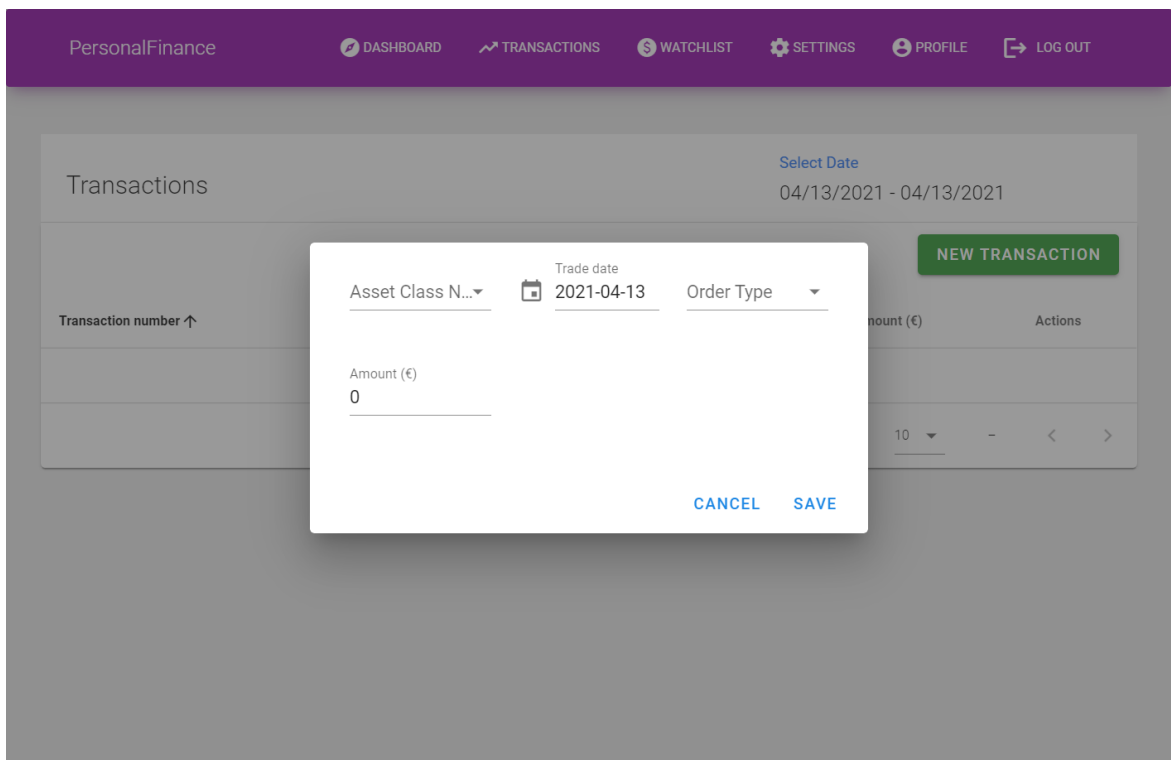 PersonalFinance
DASHBOARD
TRANSACTIONS
WATCHLIST
SETTINGS
PROFILE
LOG OUT
Transactions
Select Date
04/13/2021 - 04/13/2021
NEW TRANSACTION
Transaction number
mount (€)
Actions
10
–
Asset Class N...
Trade date
2021-04-13
Order Type
Amount (€)
0
CANCEL
SAVE